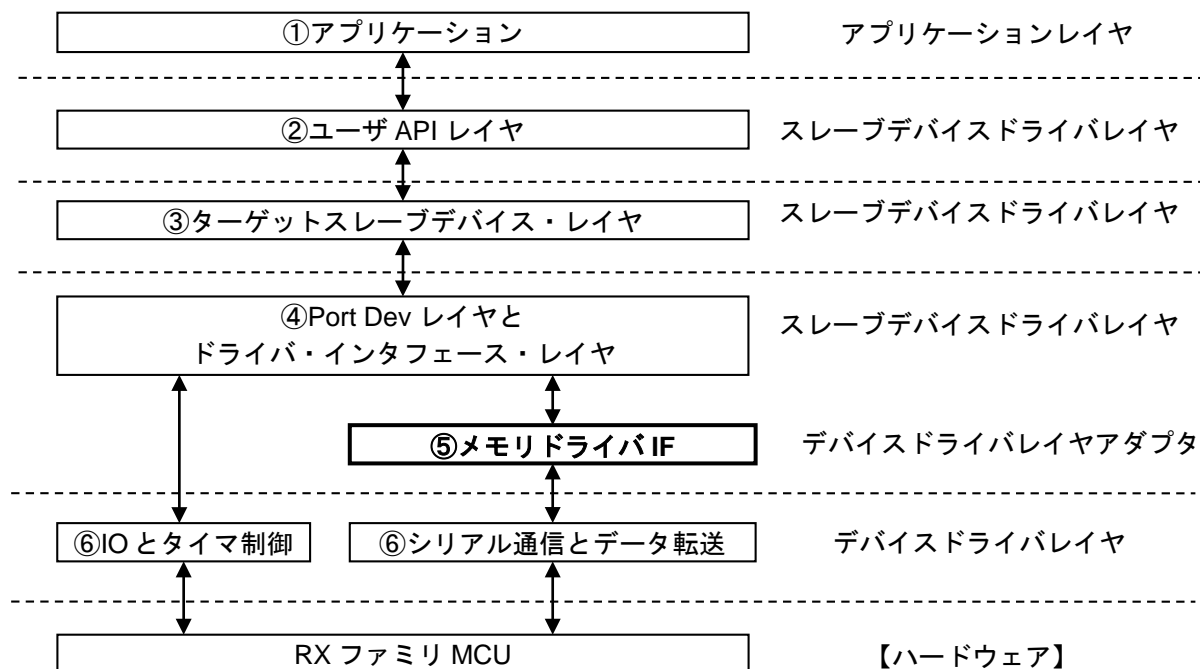 ①アプリケーション
アプリケーションレイヤ
②ユーザ API レイヤ
スレーブデバイスドライバレイヤ
③ターゲットスレーブデバイス・レイヤ
スレーブデバイスドライバレイヤ
④Port Dev レイヤと
ドライバ・インタフェース・レイヤ
スレーブデバイスドライバレイヤ
⑤メモリドライバ IF
デバイスドライバレイヤアダプタ
⑥IO とタイマ制御
⑥シリアル通信とデータ転送
デバイスドライバレイヤ
RX ファミリ MCU
【ハードウェア】